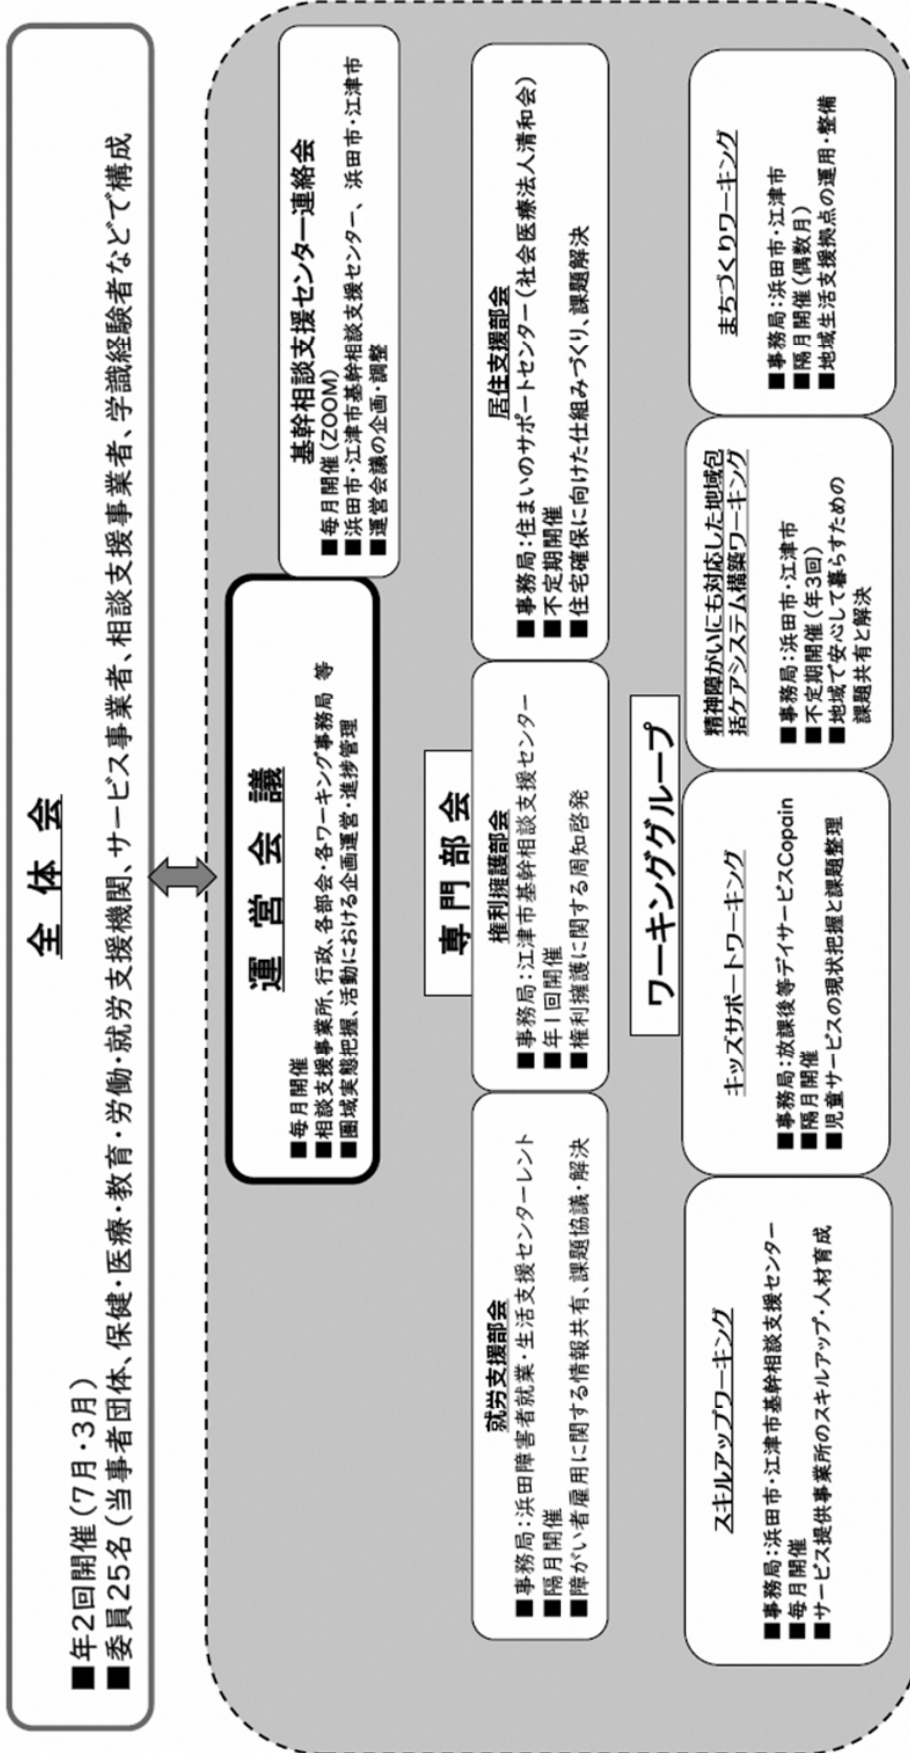 全体会
■年2回開催(7月・3月)
■委員25名(当事者団体、保健・医療・教育・労働・就労支援機関、サービス事業者、相談支援事業者、学識経験者などで構成
運営会議
■毎月開催
■相談支援事業所、行政、各部会・各ワーキング事務局 等
■圏域実態把握、活動における企画運営・進捗管理
基幹相談支援センター連絡会
■毎月開催(ZOOM)
■浜田市・江津市基幹相談支援センター、浜田市・江津市
■運営会議の企画・調整
専門部会
就労支援部会
■事務局:浜田障害者就業・生活支援センターレント
■隔月開催
■障がい者雇用に関する情報共有、課題協議・解決
権利擁護部会
■事務局:江津市基幹相談支援センター
■年1回開催
■権利擁護に関する周知啓発
居住支援部会
■事務局:住まいのサポートセンター(社会医療法人清和会)
■不定期開催
■住宅確保に向けた仕組みづくり、課題解決
ワーキンググループ
スキルアップワーキング
■事務局:浜田市・江津市基幹相談支援センター
■毎月開催
■サービス提供事業所のスキルアップ・人材育成
キッズサポートワーキング
■事務局:放課後等デイサービスCopain
■隔月開催
■児童サービスの現状把握と課題整理
精神障がいにも対応した地域包
括ケアシステム構築ワーキング
■事務局:浜田市・江津市
■不定期開催(年3回)
■地域で安心して暮らすための
課題共有と解決
まちづくりワーキング
■事務局:浜田市・江津市
■隔月開催(偶数月)
■地域生活支援拠点の運用・整備